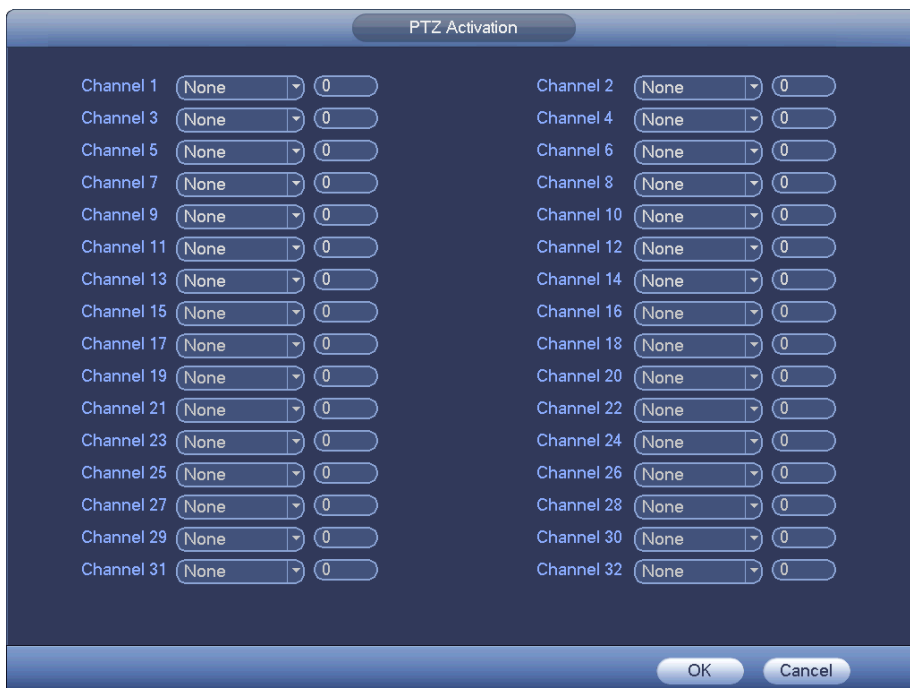 PTZ Activation
Channel 1 None 0 Channel 2 None 0
Channel 3 None 0 Channel 4 None 0
Channel 5 None 0 Channel 6 None 0
Channel 7 None 0 Channel 8 None 0
Channel 9 None 0 Channel 10 None 0
Channel 11 None 0 Channel 12 None 0
Channel 13 None 0 Channel 14 None 0
Channel 15 None 0 Channel 16 None 0
Channel 17 None 0 Channel 18 None 0
Channel 19 None 0 Channel 20 None 0
Channel 21 None 0 Channel 22 None 0
Channel 23 None 0 Channel 24 None 0
Channel 25 None 0 Channel 26 None 0
Channel 27 None 0 Channel 28 None 0
Channel 29 None 0 Channel 30 None 0
Channel 31 None 0 Channel 32 None 0
OK Cancel